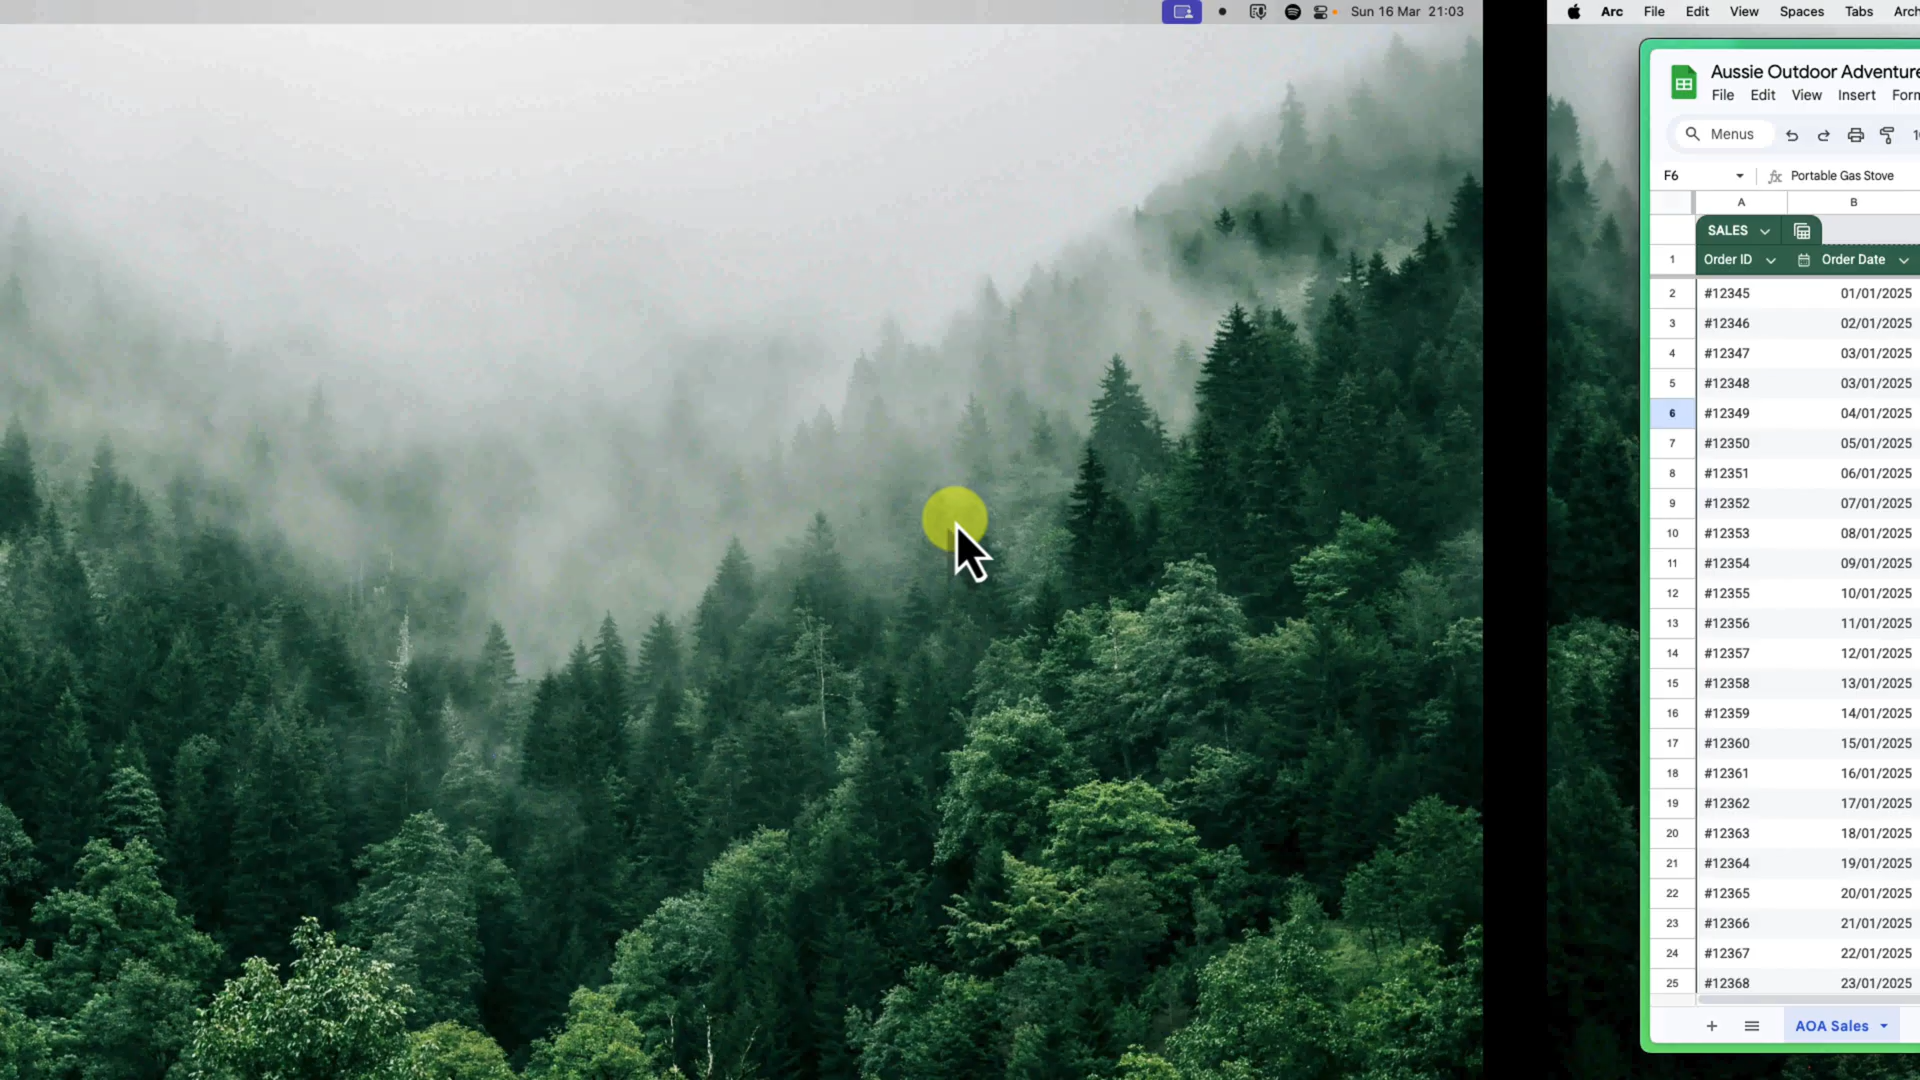 Sun 16 Mar 21:03
Arc File Edit View Spaces Tabs Arch
Aussie Outdoor Adventure
File Edit View Insert Form
Menus
F6 fx Portable Gas Stove
A B
SALES
1 Order ID Order Date
2 #12345 01/01/2025
3 #12346 02/01/2025
4 #12347 03/01/2025
5 #12348 03/01/2025
6 #12349 04/01/2025
7 #12350 05/01/2025
8 #12351 06/01/2025
9 #12352 07/01/2025
10 #12353 08/01/2025
11 #12354 09/01/2025
12 #12355 10/01/2025
13 #12356 11/01/2025
14 #12357 12/01/2025
15 #12358 13/01/2025
16 #12359 14/01/2025
17 #12360 15/01/2025
18 #12361 16/01/2025
19 #12362 17/01/2025
20 #12363 18/01/2025
21 #12364 19/01/2025
22 #12365 20/01/2025
23 #12366 21/01/2025
24 #12367 22/01/2025
25 #12368 23/01/2025
AOA Sales